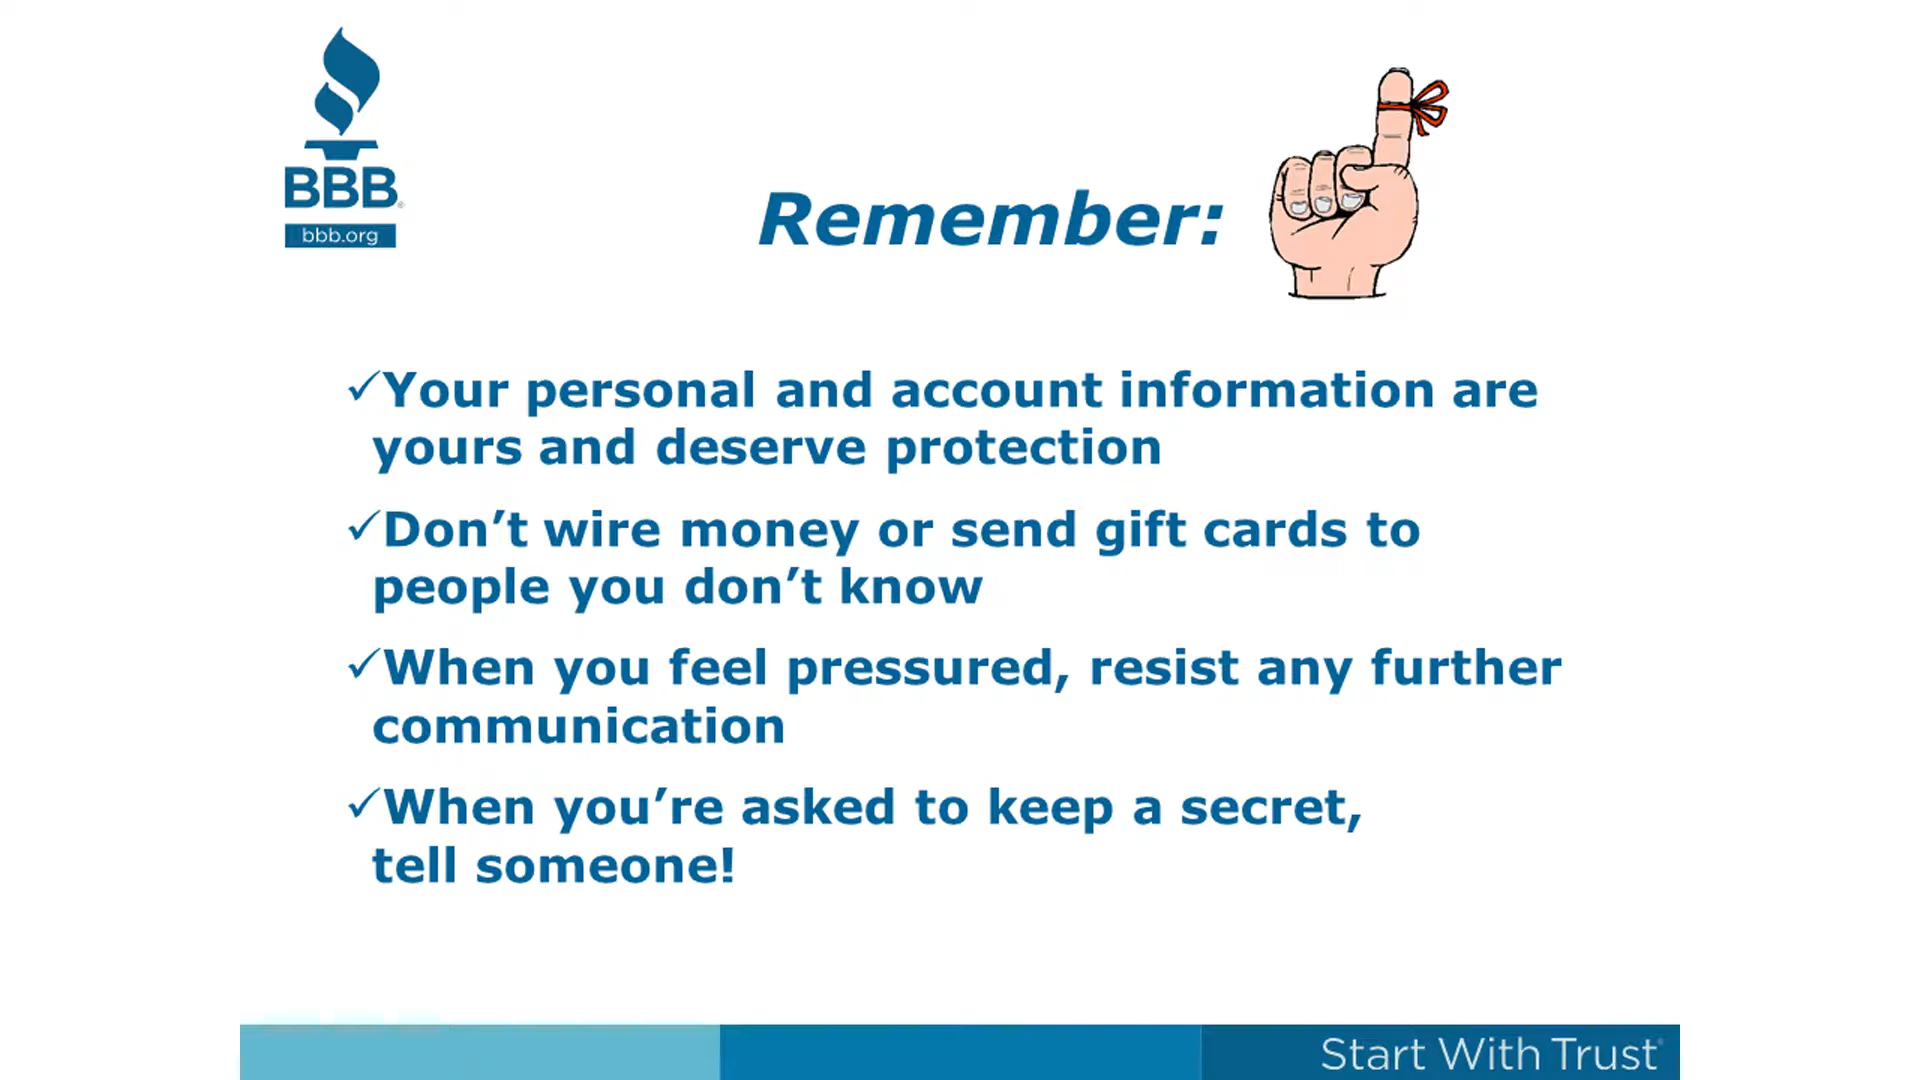 BBB
bbb.org
Remember:
✓Your personal and account information are
yours and deserve protection
✓Don’t wire money or send gift cards to
people you don’t know
✓When you feel pressured, resist any further
communication
✓When you’re asked to keep a secret,
tell someone!
Start With Trust